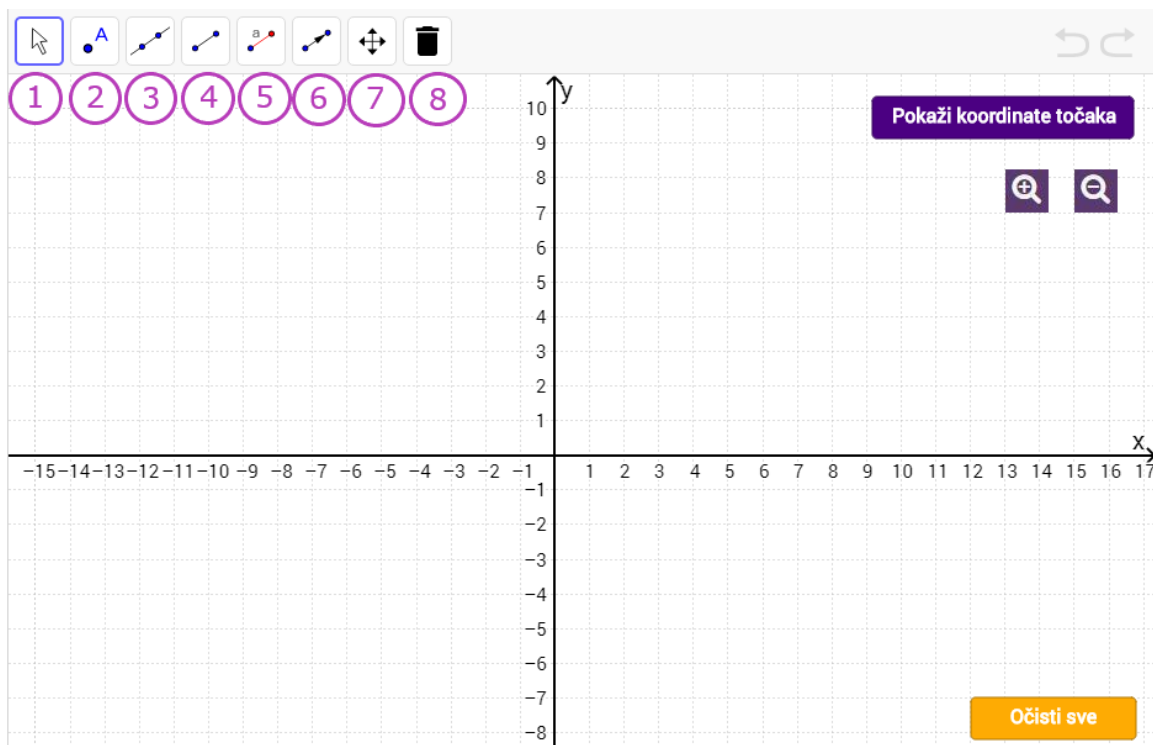 A
a
1 2 3 4 5 6 7 8
y
Pokaži koordinate točaka
10
9
8
7
6
5
4
3
2
1
x
−15 −14 −13 −12 −11 −10 −9 −8 −7 −6 −5 −4 −3 −2 −1 1 2 3 4 5 6 7 8 9 10 11 12 13 14 15 16 17
−1
−2
−3
−4
−5
−6
−7
−8
Očisti sve